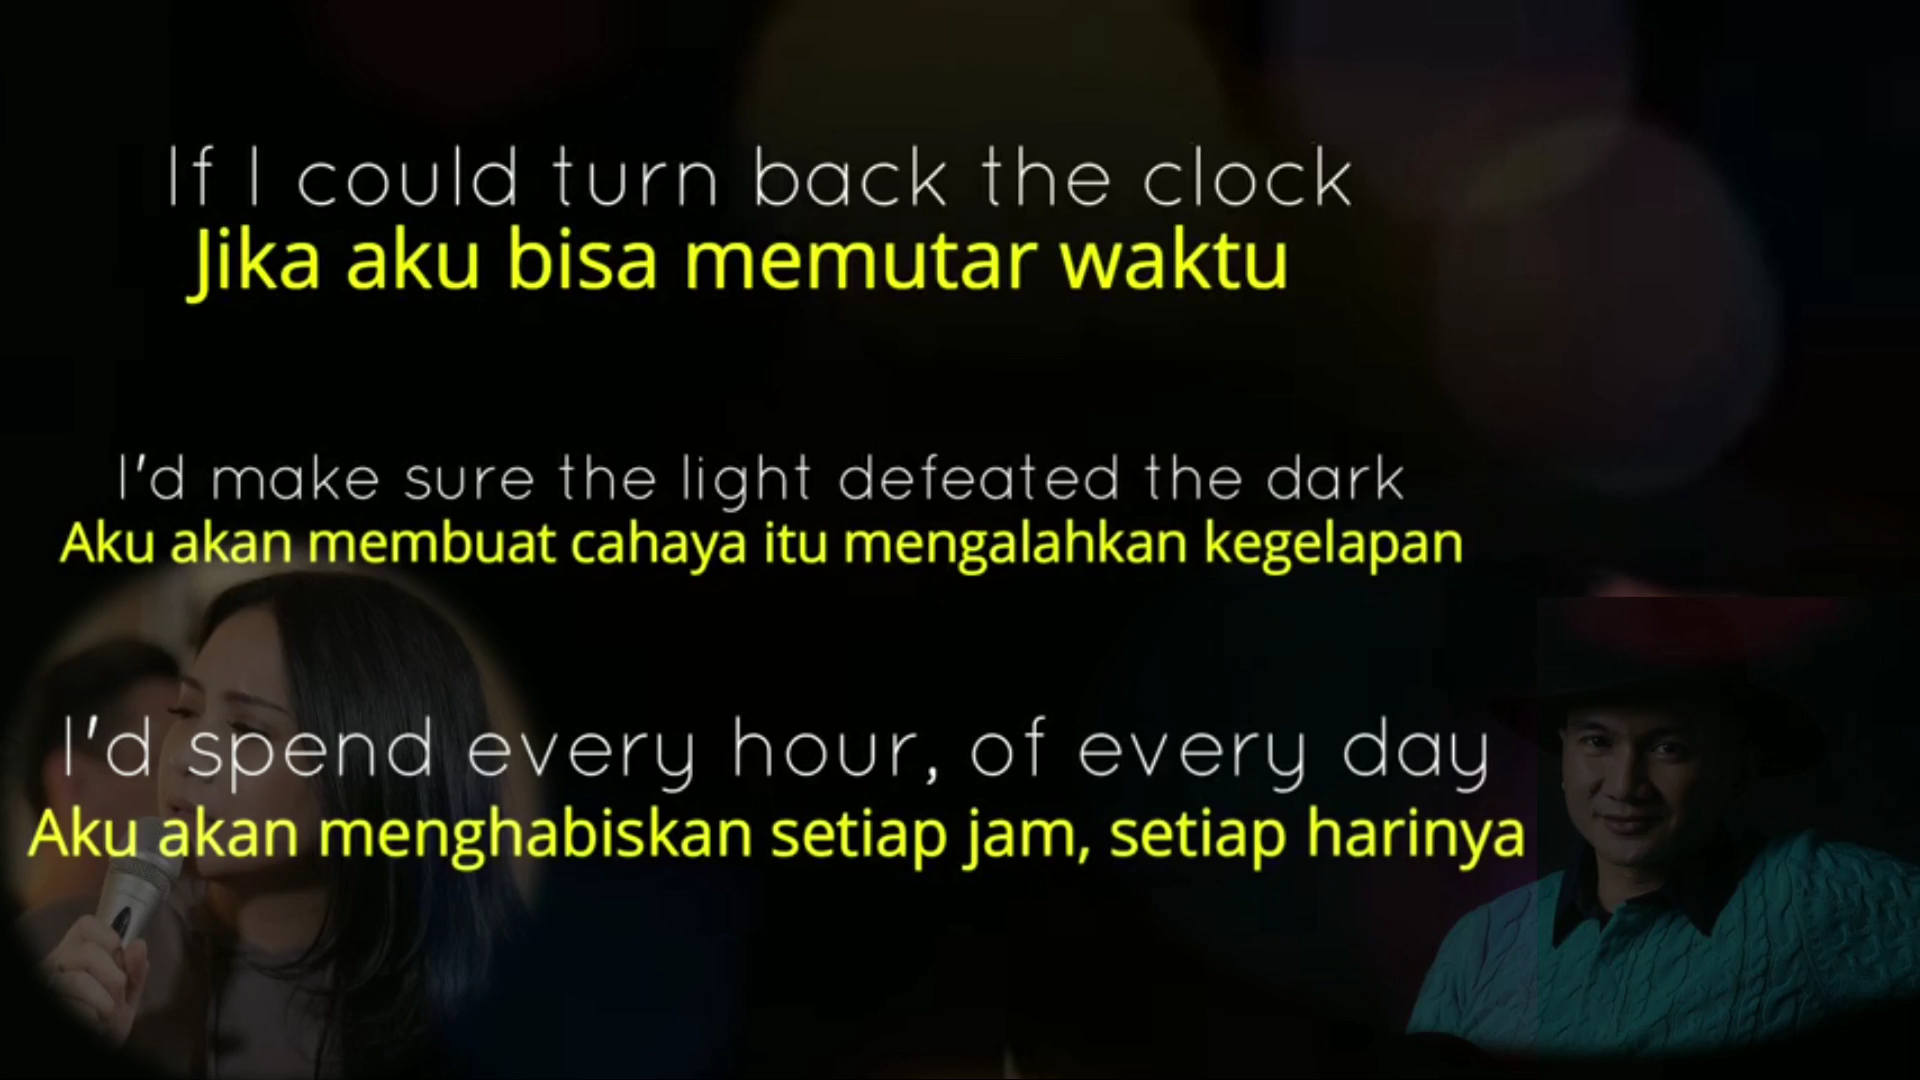 If I could turn back the clock
Jika aku bisa memutar waktu
I'd make sure the light defeated the dark
Aku akan membuat cahaya itu mengalahkan kegelapan
I'd spend every hour, of every day
Aku akan menghabiskan setiap jam, setiap harinya